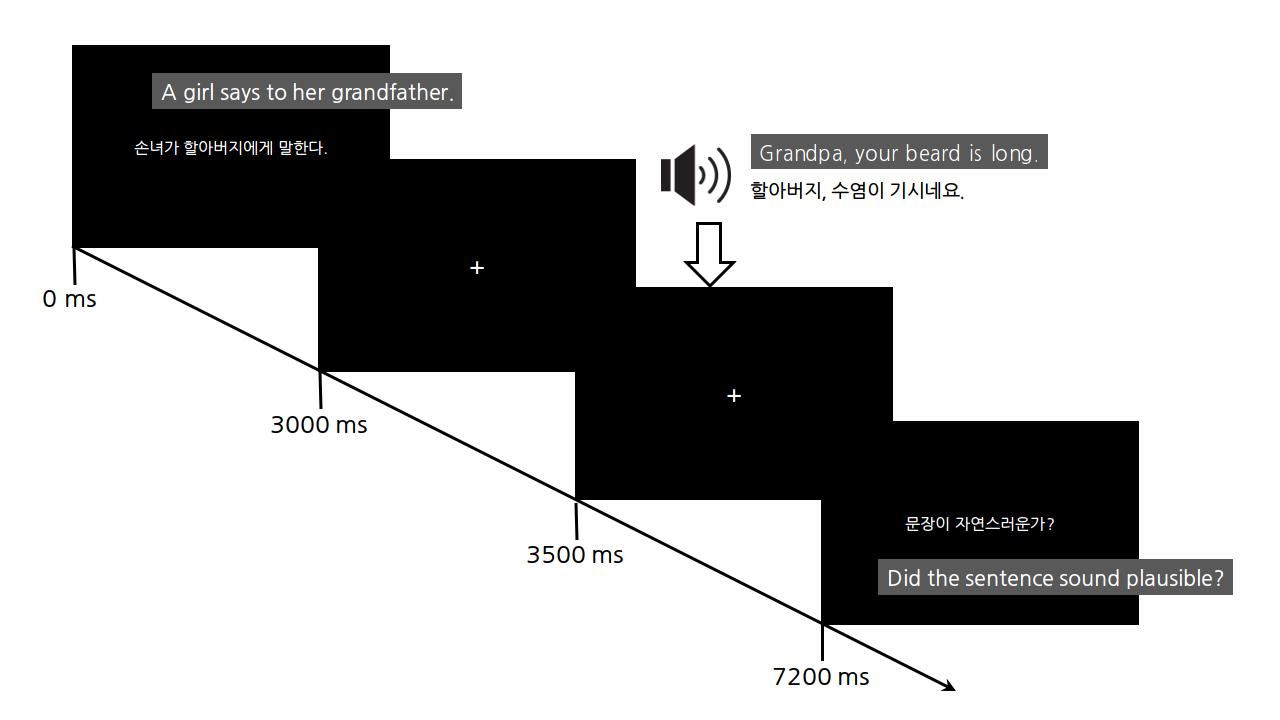 A girl says to her grandfather.
손녀가 할아버지에게 말한다.
0 ms
+
3000 ms
Grandpa, your beard is long.
할아버지, 수염이 기시네요.
+
3500 ms
문장이 자연스러운가?
Did the sentence sound plausible?
7200 ms